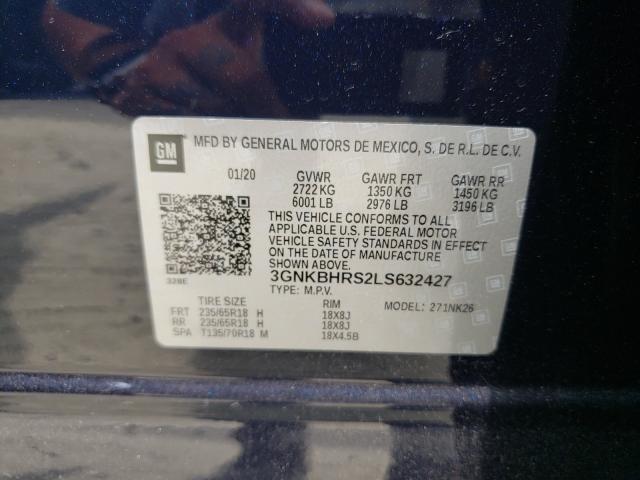 GM
MFD BY GENERAL MOTORS DE MEXICO, S. DE R.L. DE C.V.
01/20 GVWR GAWR FRT GAWR RR
2722 KG 1350 KG 1450 KG
6001 LB 2976 LB 3196 LB
THIS VEHICLE CONFORMS TO ALL
APPLICABLE U.S. FEDERAL MOTOR
VEHICLE SAFETY STANDARDS IN EFFECT
ON THE DATE OF MANUFACTURE
SHOWN ABOVE.
3GNKBHRS2LS632427
328E
TYPE: M.P.V.
TIRE SIZE RIM MODEL: 271NK26
FRT 235/65R18 H 18X8J
RR 235/65R18 H 18X8J
SPA T135/70R18 M 18X4.5B